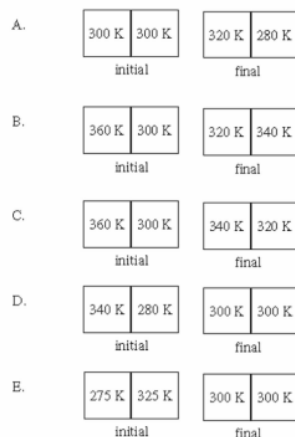 A. 300 K 300 K 320 K 280 K
initial final
B. 360 K 300 K 320 K 340 K
initial final
C. 360 K 300 K 340 K 320 K
initial final
D. 340 K 280 K 300 K 300 K
initial final
E. 275 K 325 K 300 K 300 K
initial final